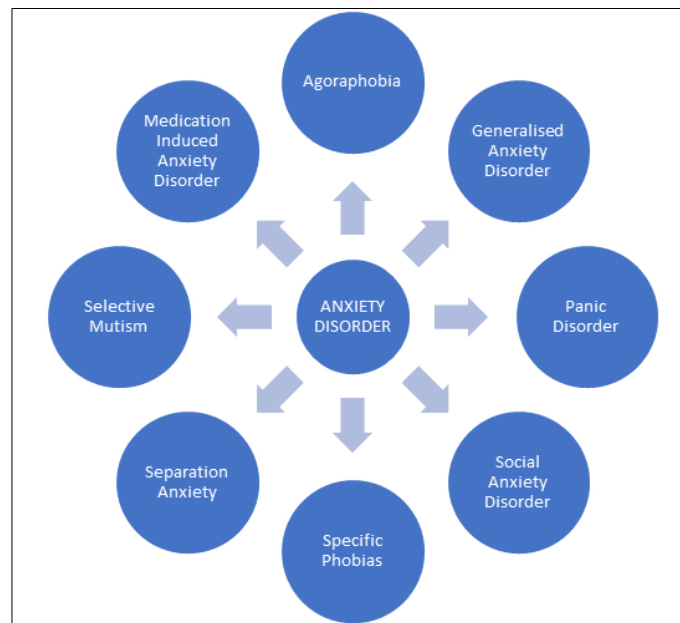 Agoraphobia
Generalised
Anxiety
Disorder
Panic
Disorder
Social
Anxiety
Disorder
Specific
Phobias
Separation
Anxiety
Selective
Mutism
Medication
Induced
Anxiety
Disorder
ANXIETY
DISORDER